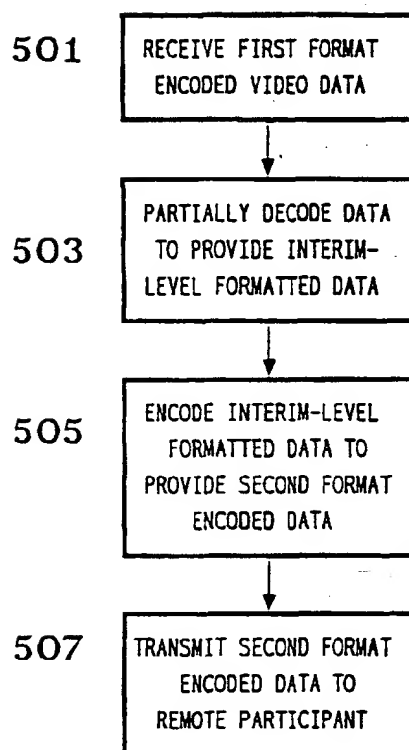 501
RECEIVE FIRST FORMAT
ENCODED VIDEO DATA
503
PARTIALLY DECODE DATA
TO PROVIDE INTERIM-
LEVEL FORMATTED DATA
505
ENCODE INTERIM-LEVEL
FORMATTED DATA TO
PROVIDE SECOND FORMAT
ENCODED DATA
507
TRANSMIT SECOND FORMAT
ENCODED DATA TO
REMOTE PARTICIPANT